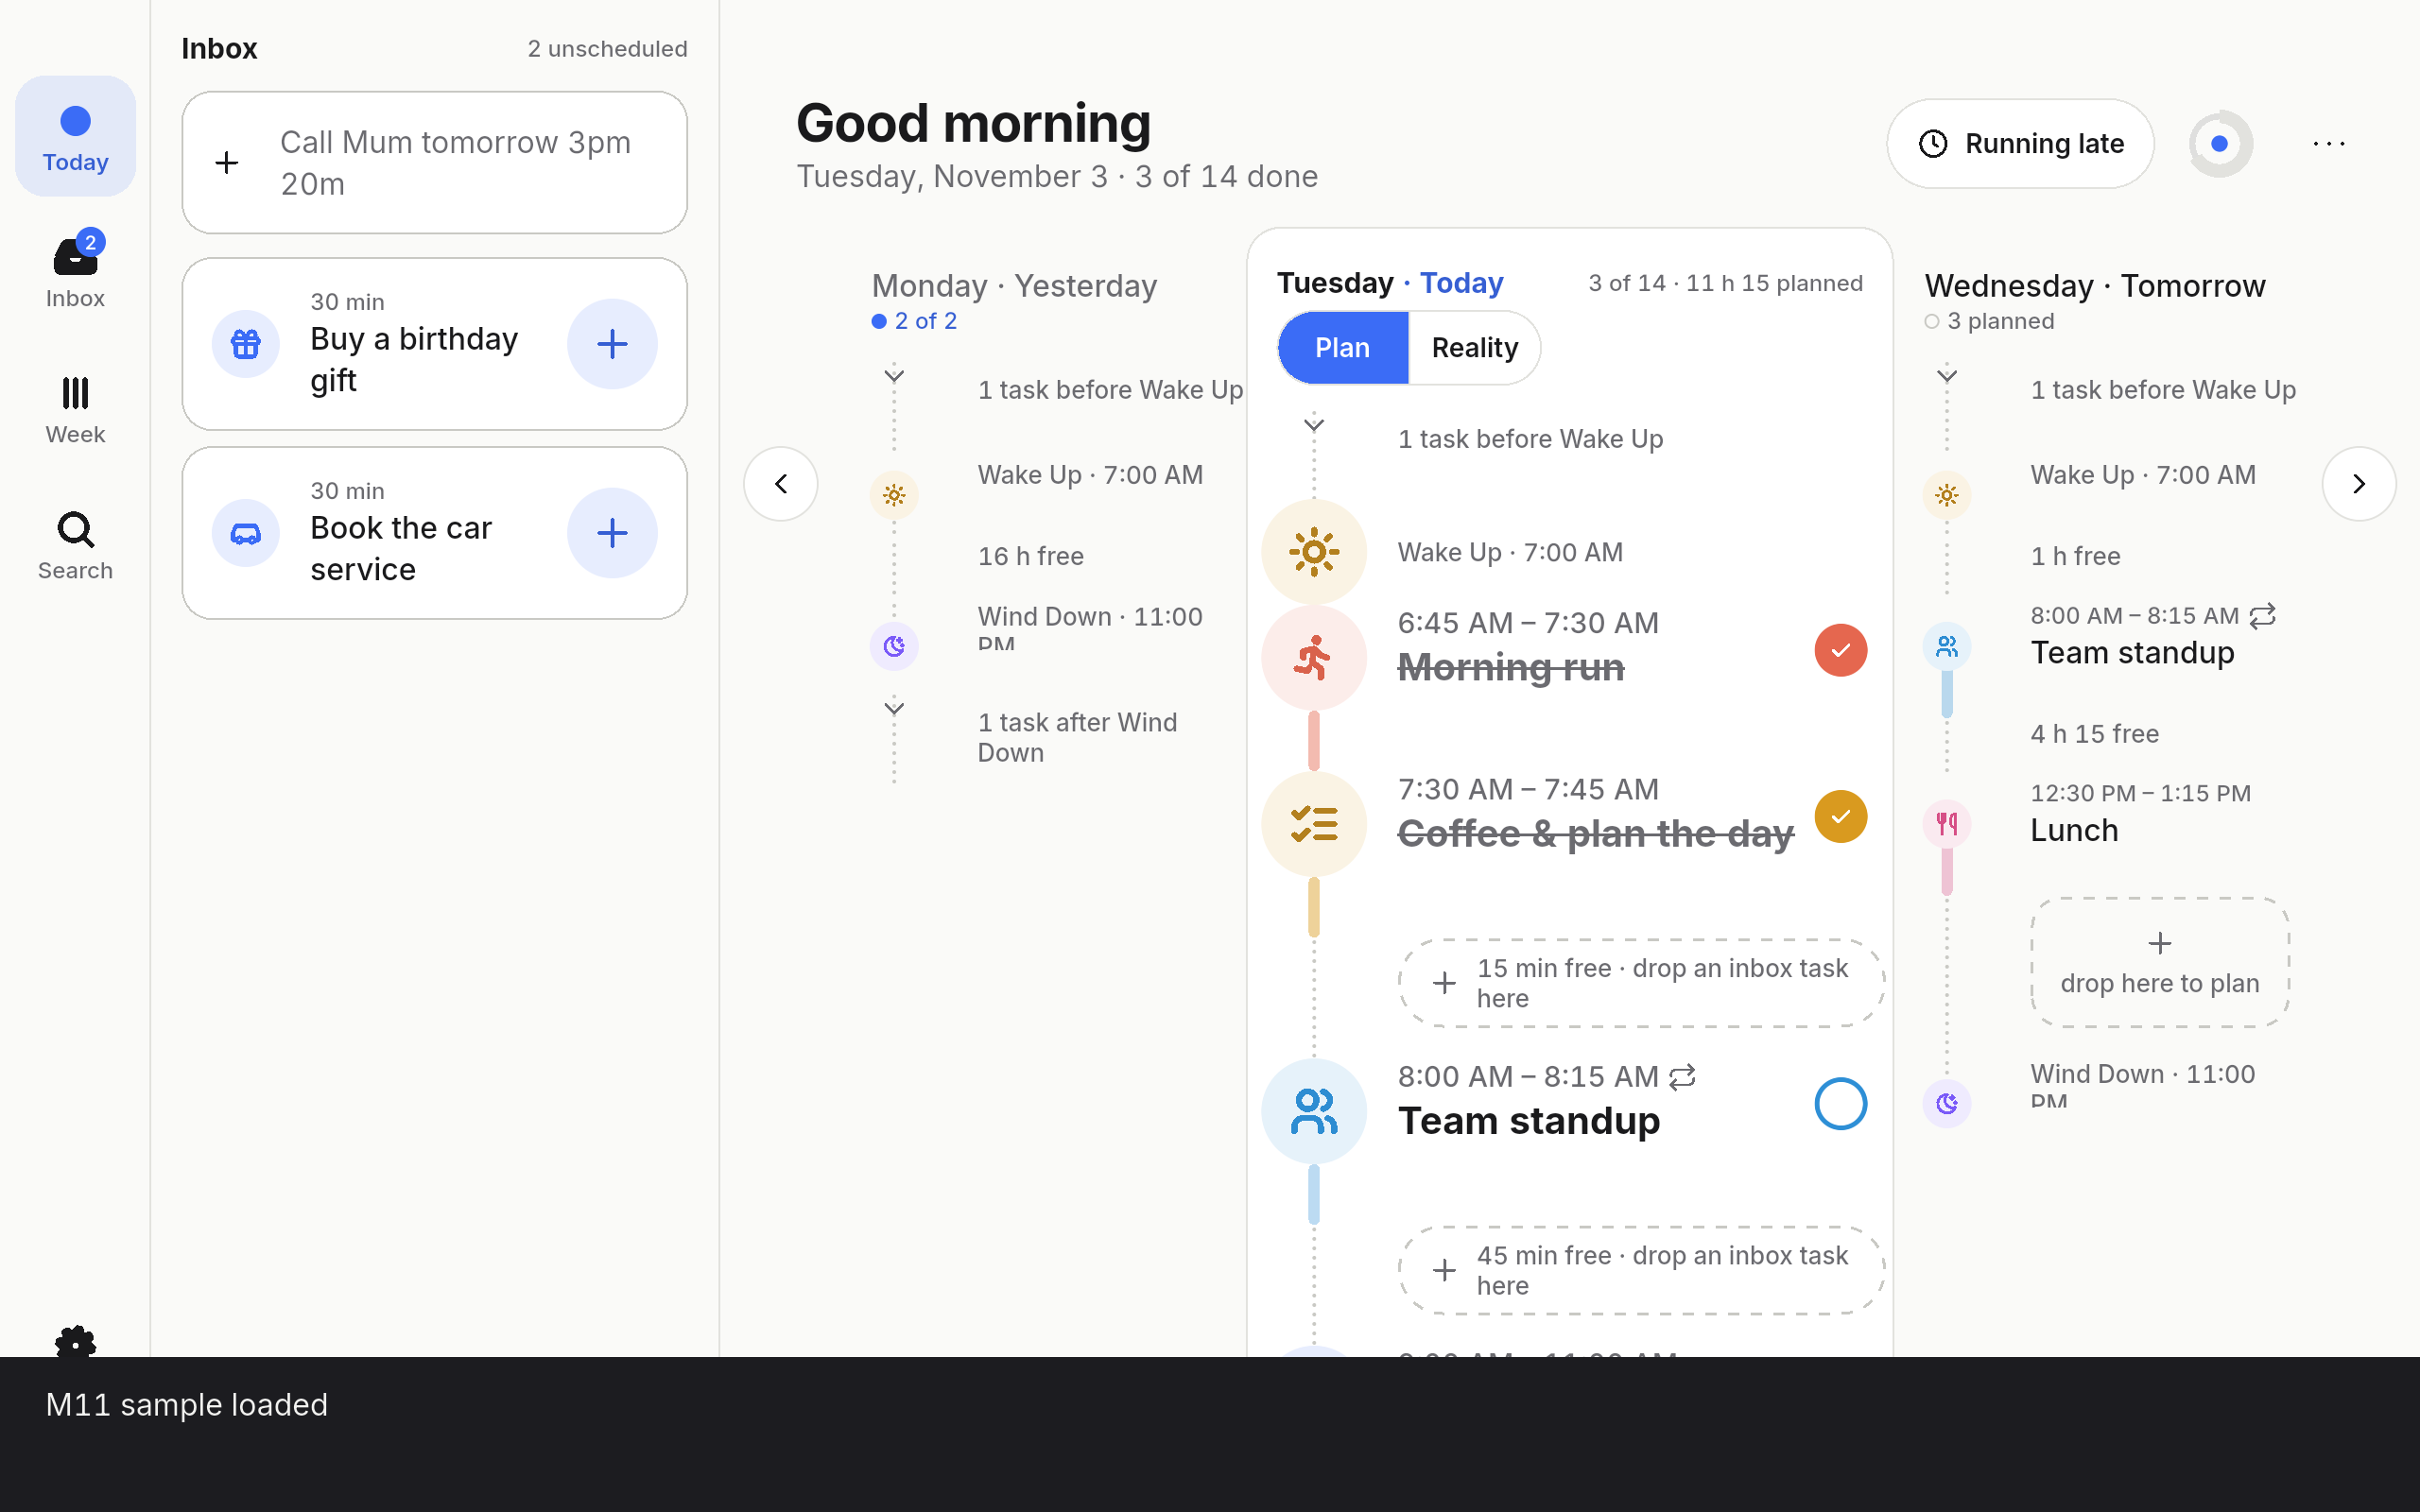 Today
2
Inbox
Week
Search
Inbox
2 unscheduled
Call Mum tomorrow 3pm
20m
30 min
Buy a birthday
gift
30 min
Book the car
service
Good morning
Tuesday, November 3 · 3 of 14 done
Running late
Monday · Yesterday
2 of 2
1 task before Wake Up
Wake Up · 7:00 AM
16 h free
Wind Down · 11:00
PM
1 task after Wind
Down
Tuesday · Today
3 of 14 · 11 h 15 planned
Plan
Reality
1 task before Wake Up
Wake Up · 7:00 AM
6:45 AM – 7:30 AM
Morning run
7:30 AM – 7:45 AM
Coffee & plan the day
15 min free · drop an inbox task
here
8:00 AM – 8:15 AM
Team standup
45 min free · drop an inbox task
here
Wednesday · Tomorrow
3 planned
1 task before Wake Up
Wake Up · 7:00 AM
1 h free
8:00 AM – 8:15 AM
Team standup
4 h 15 free
12:30 PM – 1:15 PM
Lunch
drop here to plan
Wind Down · 11:00
PM
M11 sample loaded